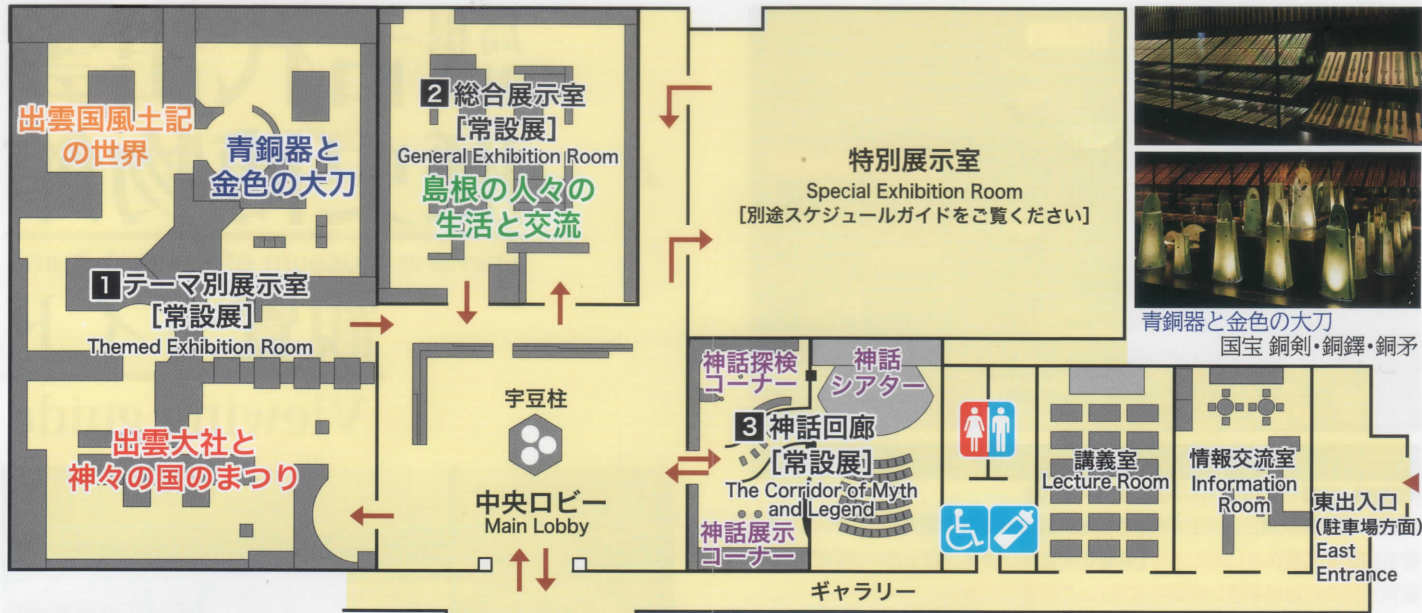 出雲国風土記
の世界
青銅器と
金色の大刀
1 テーマ別展示室
[常設展]
Themed Exhibition Room
出雲大社と
神々の国のまつり
2 総合展示室
[常設展]
General Exhibition Room
島根の人々の
生活と交流
宇豆柱
中央ロビー
Main Lobby
特別展示室
Special Exhibition Room
[別途スケジュールガイドをご覧ください]
神話探検
コーナー
神話
シアター
3 神話回廊
[常設展]
The Corridor of Myth
and Legend
神話展示
コーナー
講義室
Lecture Room
情報交流室
Information
Room
東出入口
(駐車場方面)
East
Entrance
ギャラリー
青銅器と金色の大刀
国宝 銅剣・銅鐸・銅矛